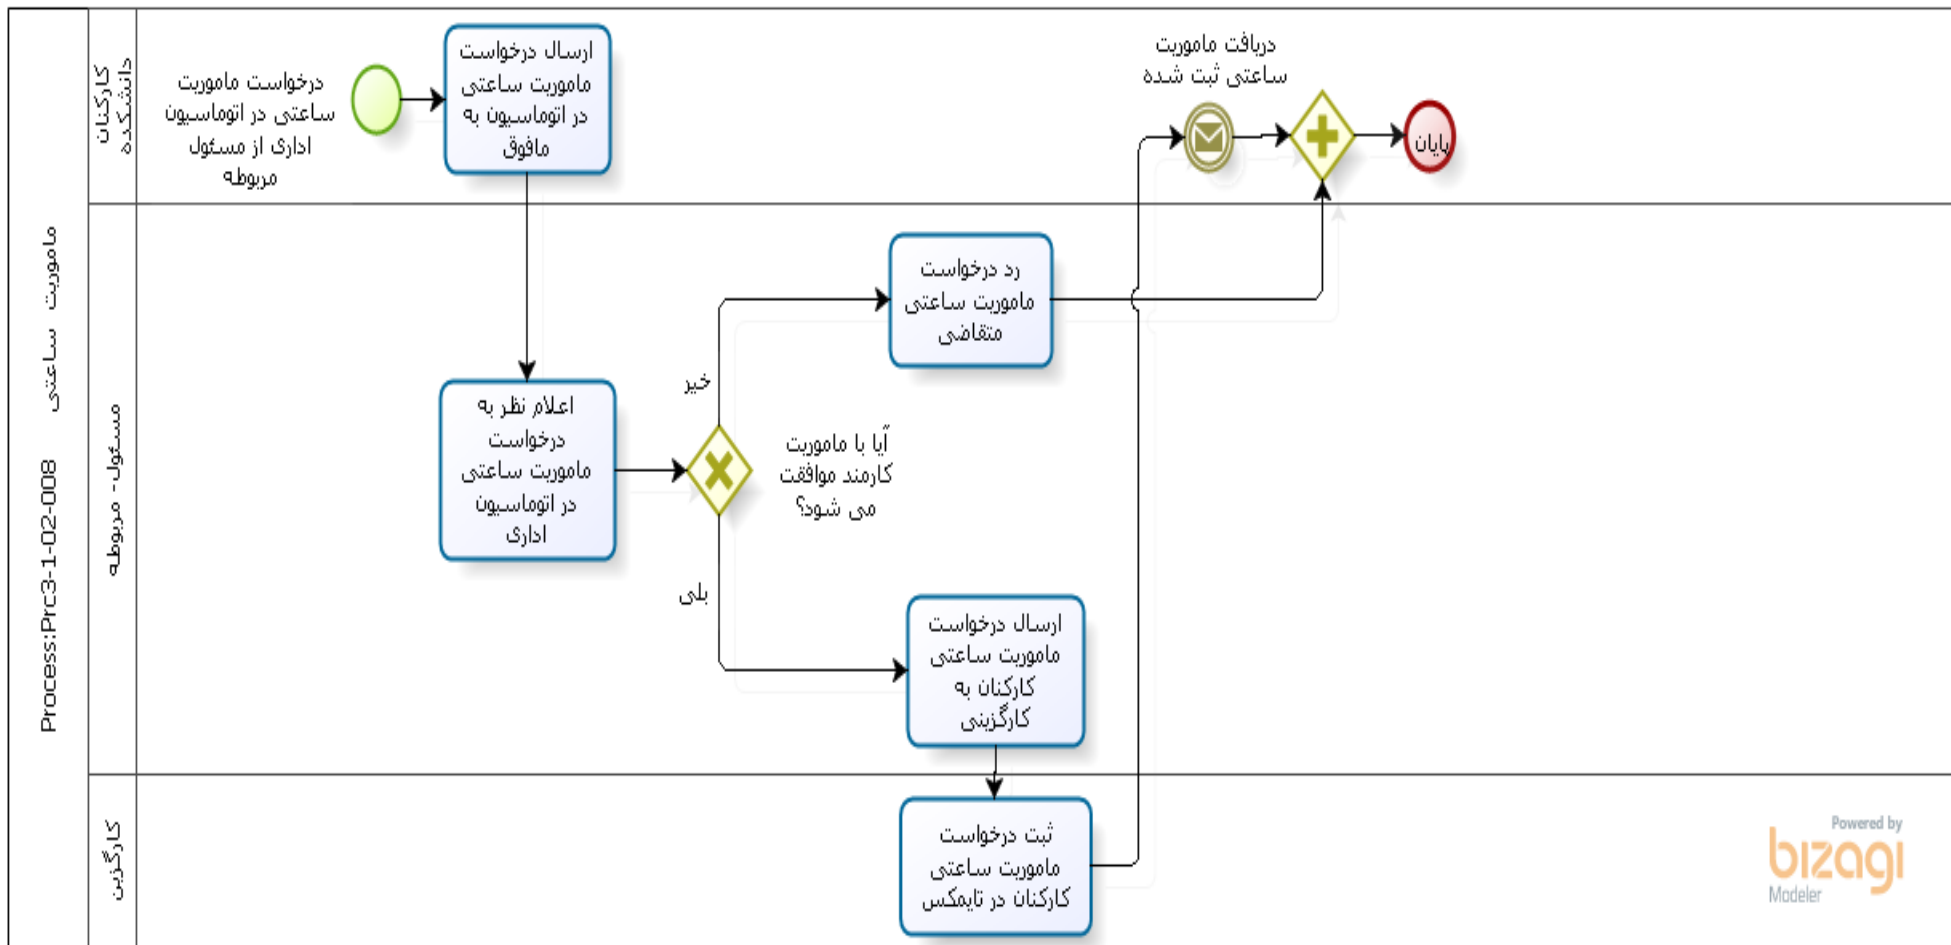 Process:Prc3-1-02-008 ماموریت ساعتی
کارکنان
دانشکده
درخواست ماموریت
ساعتی در اتوماسیون
اداری از مسئول
مربوطه
ارسال درخواست
ماموریت ساعتی
در اتوماسیون به
مافوق
دریافت ماموریت
ساعتی ثبت شده
پایان
مسئول- مربوطه
اعلام نظر به
درخواست
ماموریت ساعتی
در اتوماسیون
اداری
خیر
آیا با ماموریت
کارمند موافقت
می شود؟
بلی
رد درخواست
ماموریت ساعتی
متقاضی
ارسال درخواست
ماموریت ساعتی
کارکنان به
کارگزینی
کارگزین
ثبت درخواست
ماموریت ساعتی
کارکنان در تایمکس
Powered by
bizagi
Modeler